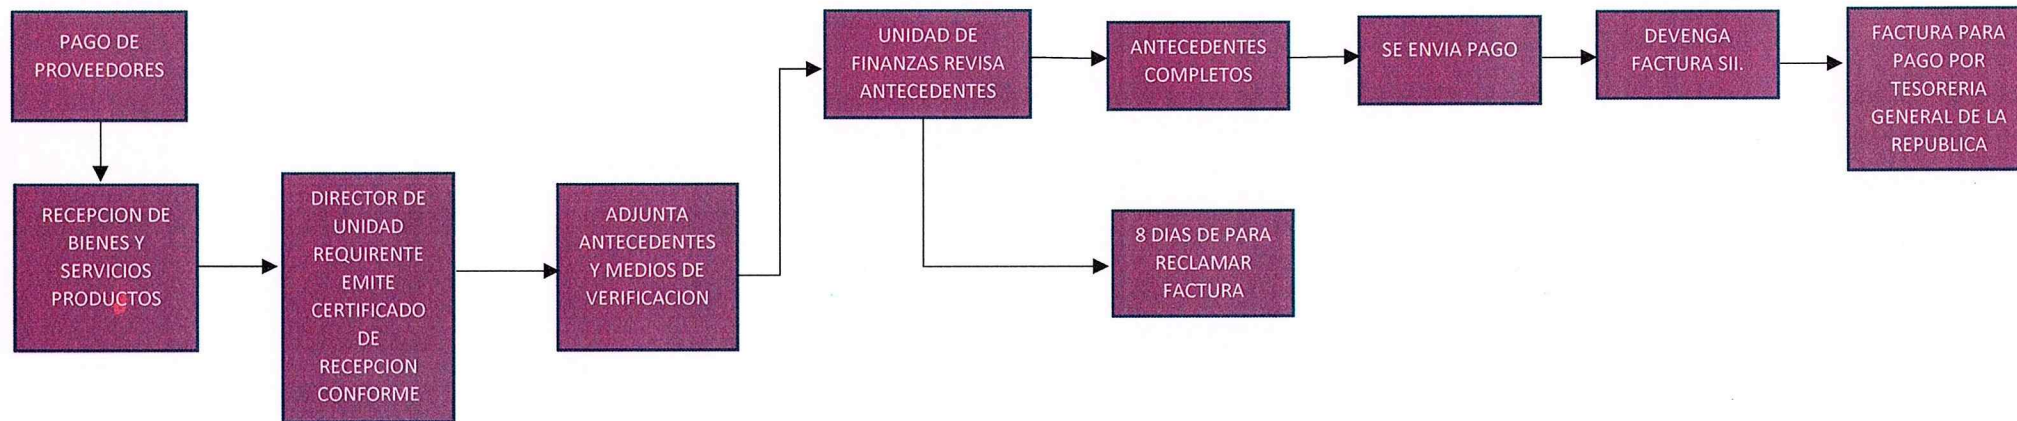 PAGO DE
PROVEEDORES
RECEPCION DE
BIENES Y
SERVICIOS
PRODUCTOS
DIRECTOR DE
UNIDAD
REQUIRENTE
EMITE
CERTIFICADO
DE
RECEPCION
CONFORME
ADJUNTA
ANTECEDENTES
Y MEDIOS DE
VERIFICACION
UNIDAD DE
FINANZAS REVISA
ANTECEDENTES
ANTECEDENTES
COMPLETOS
SE ENVIA PAGO
DEVENGA
FACTURA SII.
FACTURA PARA
PAGO POR
TESORERIA
GENERAL DE LA
REPUBLICA
8 DIAS DE PARA
RECLAMAR
FACTURA